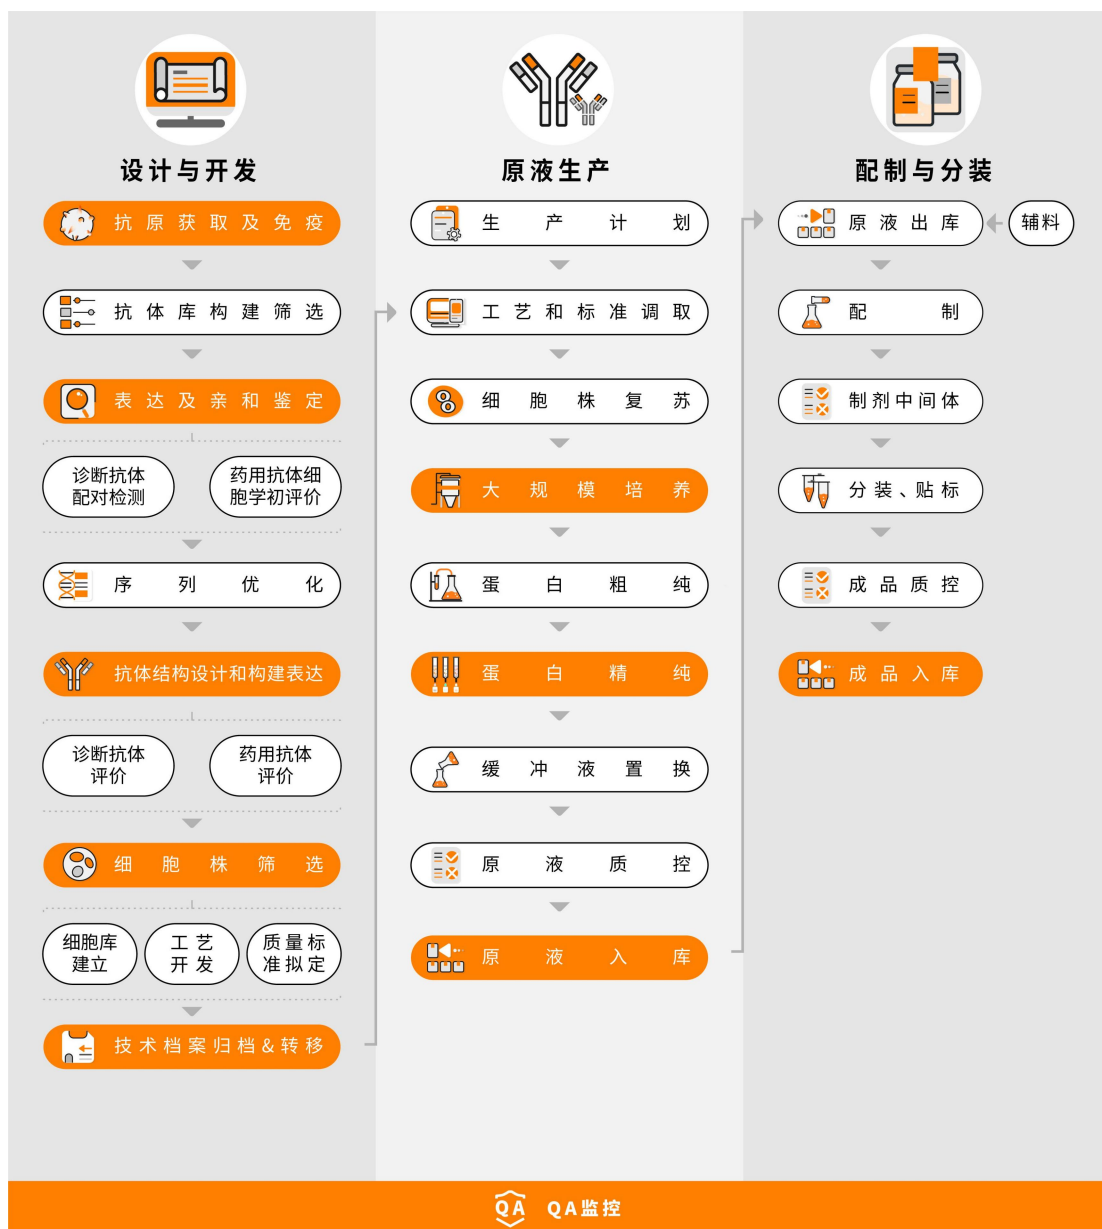 设计与开发
抗原获取及免疫
抗体库构建筛选
表达及亲和鉴定
诊断抗体
配对检测
药用抗体细
胞学初评价
序列优化
抗体结构设计和构建表达
诊断抗体
评价
药用抗体
评价
细胞株筛选
细胞库
建立
工艺
开发
质量标
准拟定
技术档案归档&转移
原液生产
生产计划
工艺和标准调取
细胞株复苏
大规模培养
蛋白粗纯
蛋白精纯
缓冲液置换
原液质控
原液入库
配制与分装
原液出库
辅料
配制
制剂中间体
分装、贴标
成品质控
成品入库
QA QA监控